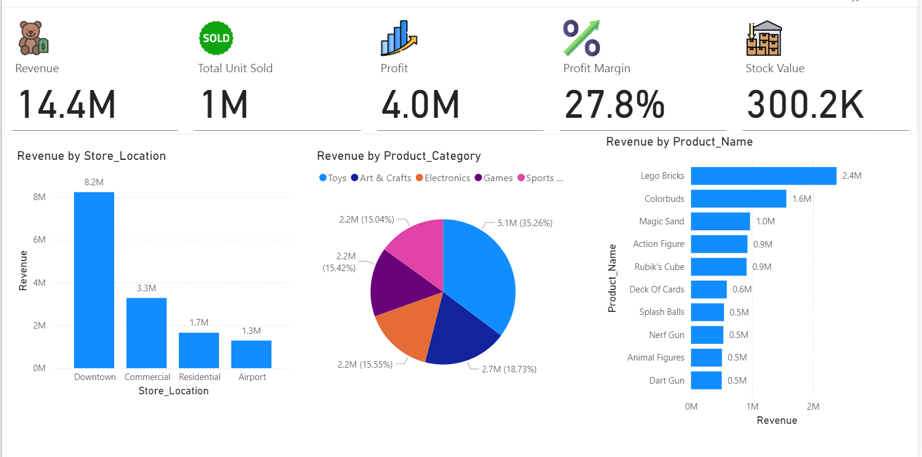 SOLD
Revenue
Total Unit Sold
Profit
Profit Margin
Stock Value
14.4M
1M
4.0M
27.8%
300.2K
Revenue by Store_Location
8M
6M
4M
2M
0M
Revenue
8.2M
3.3M
1.7M
1.3M
Downtown
Commercial
Residential
Airport
Store_Location
Revenue by Product_Category
Toys
Art & Crafts
Electronics
Games
Sports ...
2.2M (15.04%)
5.1M (35.26%)
2.2M
(15.42%)
2.2M (15.55%)
2.7M (18.73%)
Revenue by Product_Name
Product_Name
Lego Bricks
2.4M
Colorbuds
1.6M
Magic Sand
1.0M
Action Figure
0.9M
Rubik's Cube
0.9M
Deck Of Cards
0.6M
Splash Balls
0.5M
Nerf Gun
0.5M
Animal Figures
0.5M
Dart Gun
0.5M
0M
1M
2M
Revenue